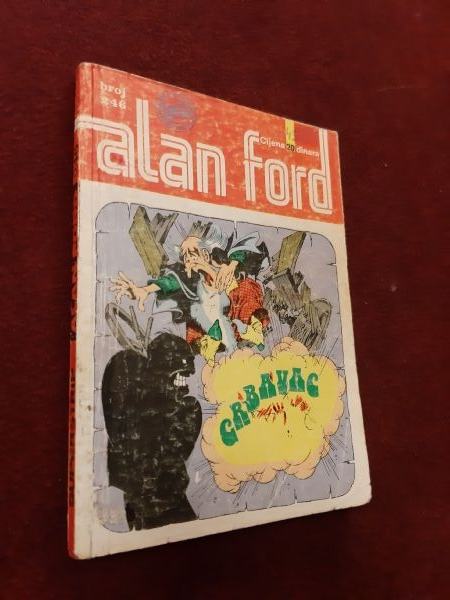 broj
246
alan ford
Cijena 20 dinara
GRBAVAC